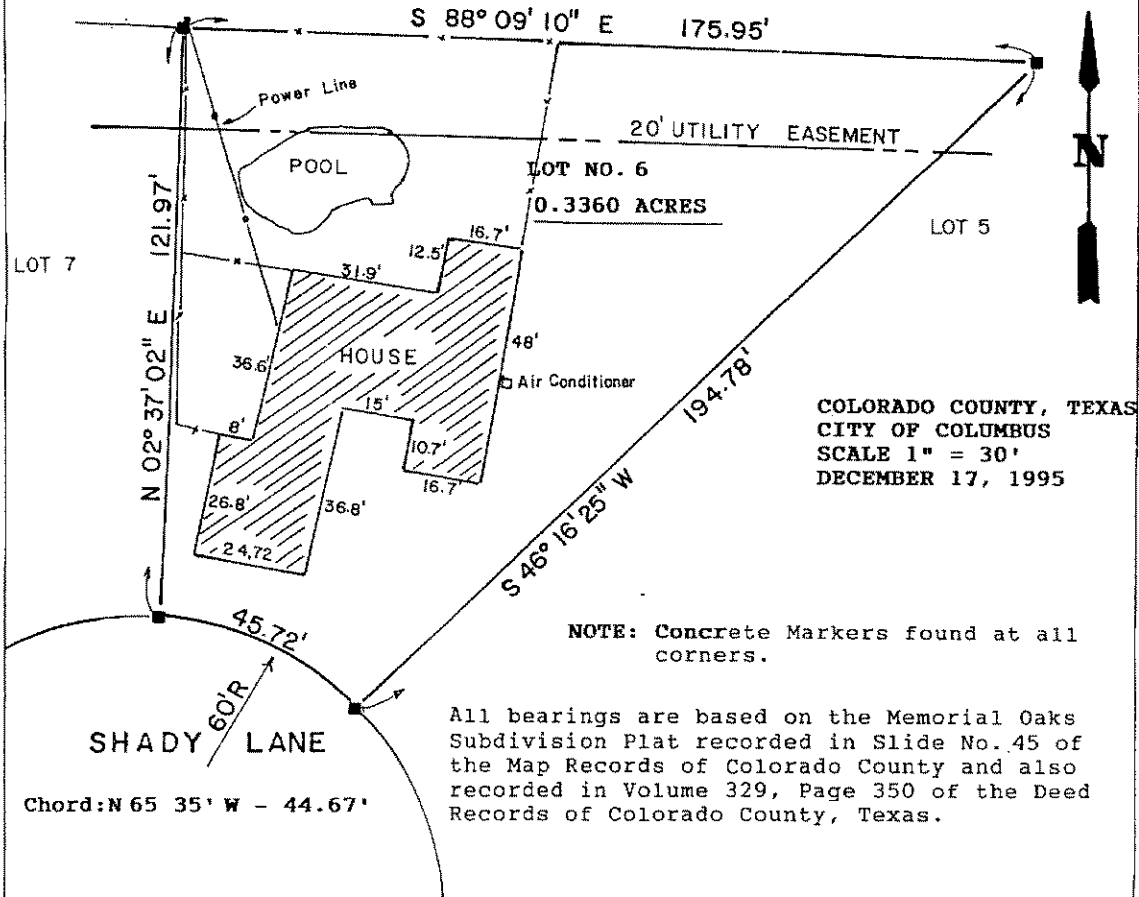 S 88° 09' 10" E 175.95'
Power Line
20' UTILITY EASEMENT
N
POOL
LOT NO. 6
0.3360 ACRES
LOT 5
LOT 7
N 02° 37' 02" E 121.97'
16.7'
12.5'
31.9'
48'
HOUSE
36.6'
Air Conditioner
15'
8'
10.7'
16.7'
26.8'
36.8'
24.72
194.78'
S 46° 16' 25" W
COLORADO COUNTY, TEXAS
CITY OF COLUMBUS
SCALE 1" = 30'
DECEMBER 17, 1995
45.72'
60'R
SHADY LANE
Chord: N 65 35' W - 44.67'
NOTE: Concrete Markers found at all
corners.
All bearings are based on the Memorial Oaks
Subdivision Plat recorded in Slide No. 45 of
the Map Records of Colorado County and also
recorded in Volume 329, Page 350 of the Deed
Records of Colorado County, Texas.